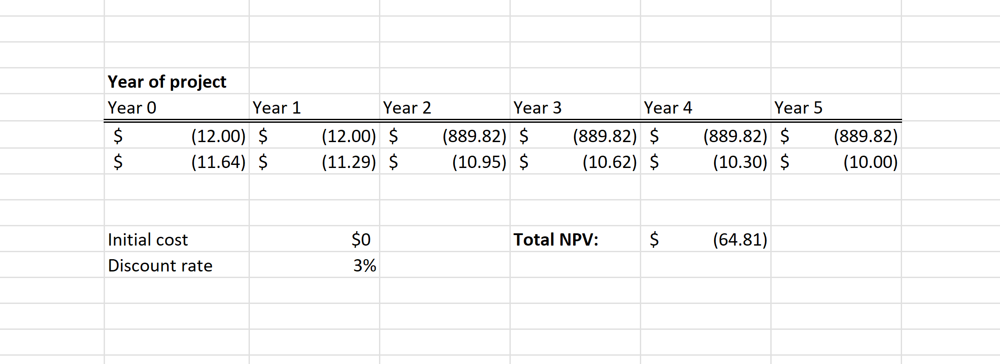 Year of project
Year 0 Year 1 Year 2 Year 3 Year 4 Year 5
$ (12.00) $ (12.00) $ (889.82) $ (889.82) $ (889.82) $ (889.82)
$ (11.64) $ (11.29) $ (10.95) $ (10.62) $ (10.30) $ (10.00)
Initial cost $0 Total NPV: $ (64.81)
Discount rate 3%